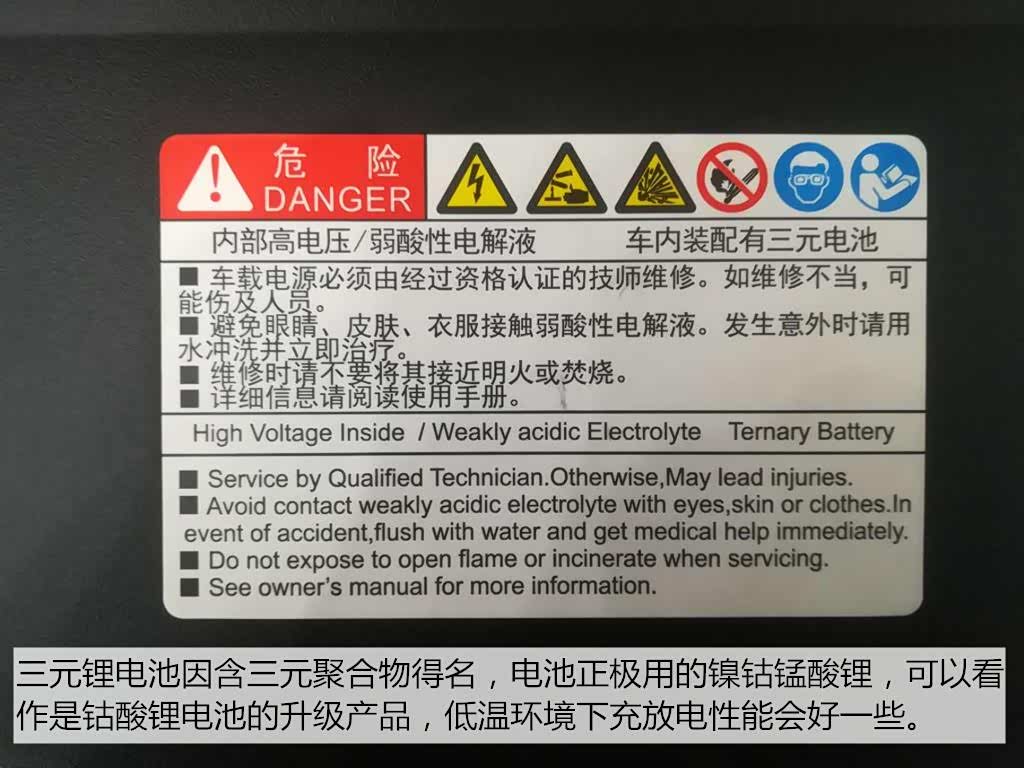 危 险
DANGER
内部高电压/弱酸性电解液 车内装配有三元电池
■ 车载电源必须由经过资格认证的技师维修。如维修不当，可
能伤及人员。
■ 避免眼睛、皮肤、衣服接触弱酸性电解液。发生意外时请用
水冲洗并立即治疗。
■ 维修时请不要将其接近明火或焚烧。
■ 详细信息请阅读使用手册。
High Voltage Inside / Weakly acidic Electrolyte Ternary Battery
■ Service by Qualified Technician.Otherwise,May lead injuries.
■ Avoid contact weakly acidic electrolyte with eyes,skin or clothes.In
event of accident,flush with water and get medical help immediately.
■ Do not expose to open flame or incinerate when servicing.
■ See owner's manual for more information.
三元锂电池因含三元聚合物得名，电池正极用的镍钴锰酸锂，可以看
作是钴酸锂电池的升级产品，低温环境下充放电性能会好一些。